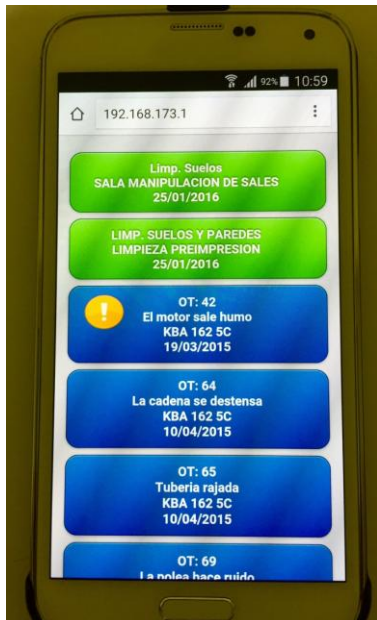 92% 10:59
192.168.173.1
Limp. Suelos
SALA MANIPULACION DE SALES
25/01/2016
LIMP. SUELOS Y PAREDES
LIMPIEZA PREIMPRESION
25/01/2016
OT: 42
El motor sale humo
KBA 162 5C
19/03/2015
OT: 64
La cadena se destensa
KBA 162 5C
10/04/2015
OT: 65
Tuberia rajada
KBA 162 5C
10/04/2015
OT: 69
La polea hace ruido